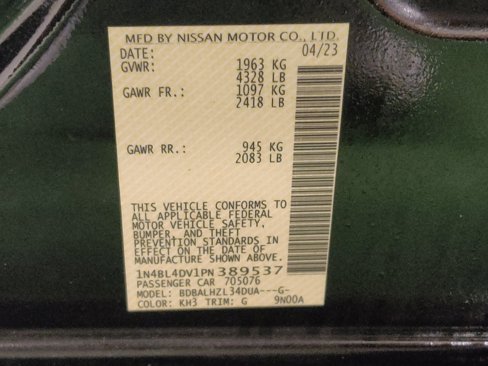 MFD BY NISSAN MOTOR CO., LTD.
DATE: 04/23
GVWR: 1963 KG
4328 LB
GAWR FR.: 1097 KG
2418 LB
GAWR RR.: 945 KG
2083 LB
THIS VEHICLE CONFORMS TO
ALL APPLICABLE FEDERAL
MOTOR VEHICLE SAFETY,
BUMPER, AND THEFT
PREVENTION STANDARDS IN
EFFECT ON THE DATE OF
MANUFACTURE SHOWN ABOVE.
1N4BL4DV1PN389537
PASSENGER CAR 705076
MODEL: BDBALHZL34DUA---G-
COLOR: KH3 TRIM: G 9N00A